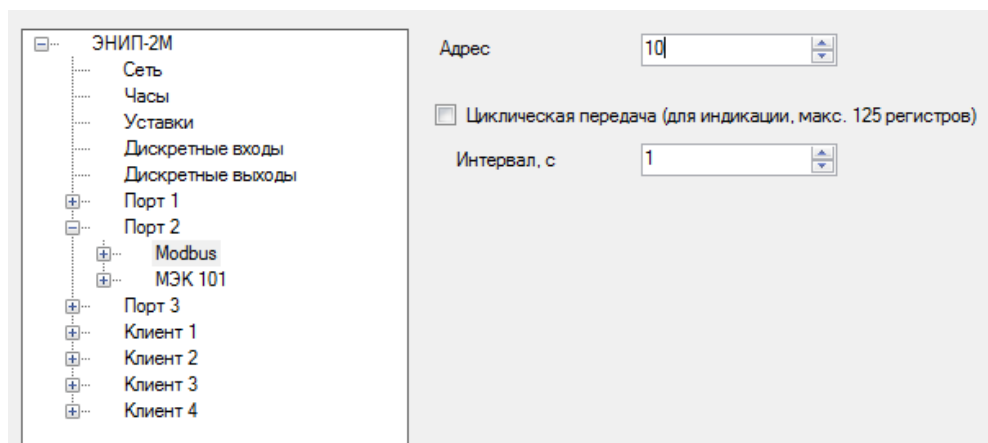 ЭНИП-2М
Сеть
Часы
Уставки
Дискретные входы
Дискретные выходы
Порт 1
Порт 2
Modbus
МЭК 101
Порт 3
Клиент 1
Клиент 2
Клиент 3
Клиент 4
Адрес 10
Циклическая передача (для индикации, макс. 125 регистров)
Интервал, с 1